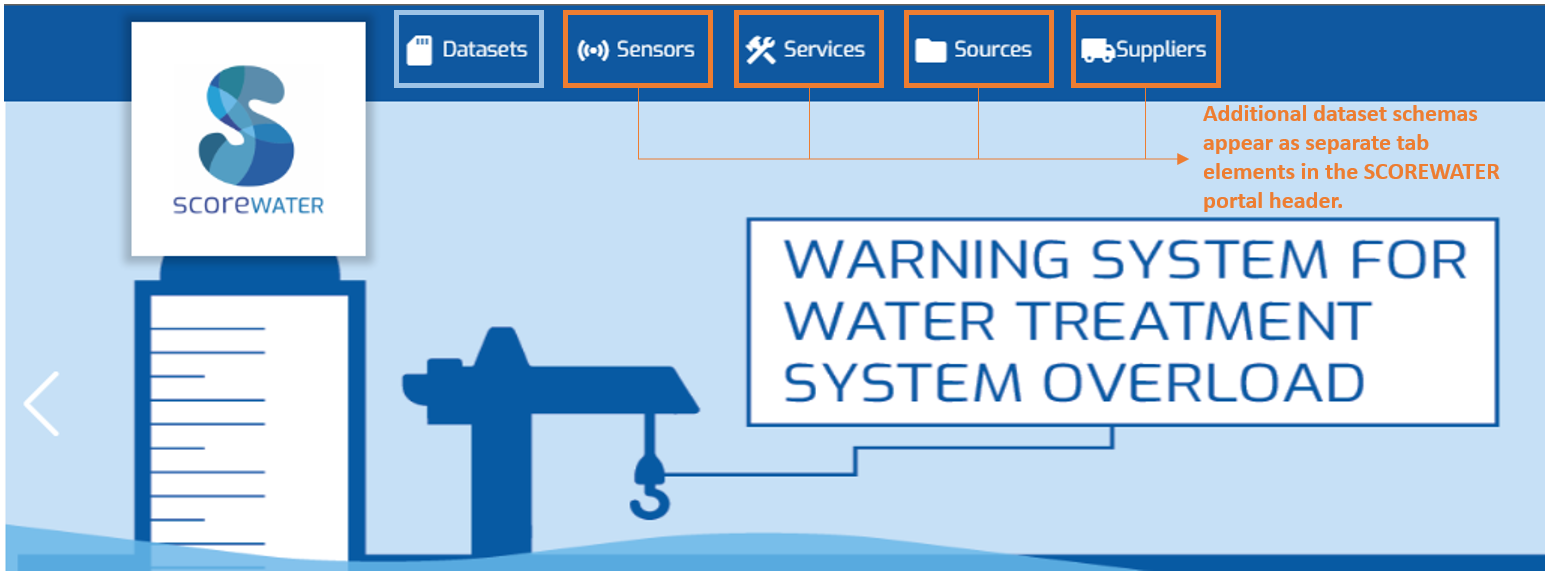 Datasets
Sensors
Services
Sources
Suppliers
Additional dataset schemas
appear as separate tab
elements in the SCOREWATER
portal header.
scoreWATER
WARNING SYSTEM FOR
WATER TREATMENT
SYSTEM OVERLOAD